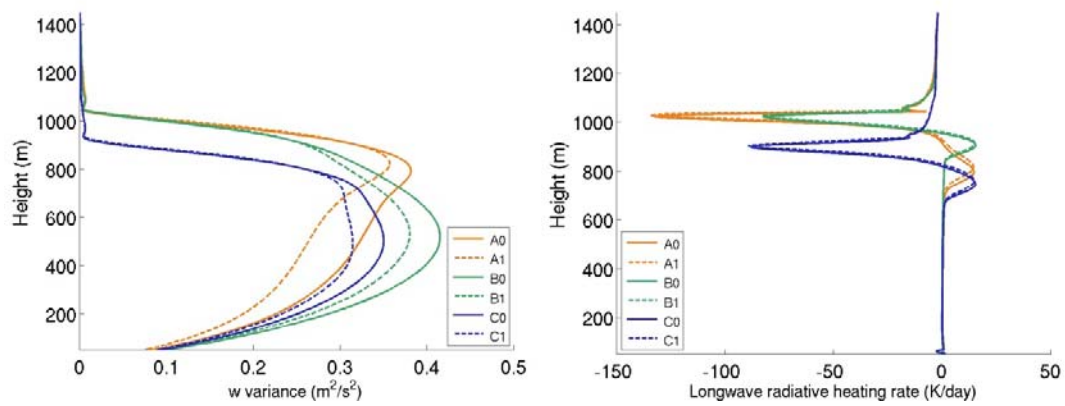 1400
1200
1000
800
600
400
200
Height (m)
0
0.1
0.2
0.3
0.4
0.5
w variance (m²/s²)
A0
A1
B0
B1
C0
C1
1400
1200
1000
800
600
400
200
Height (m)
-150
-100
-50
0
50
Longwave radiative heating rate (K/day)
A0
A1
B0
B1
C0
C1